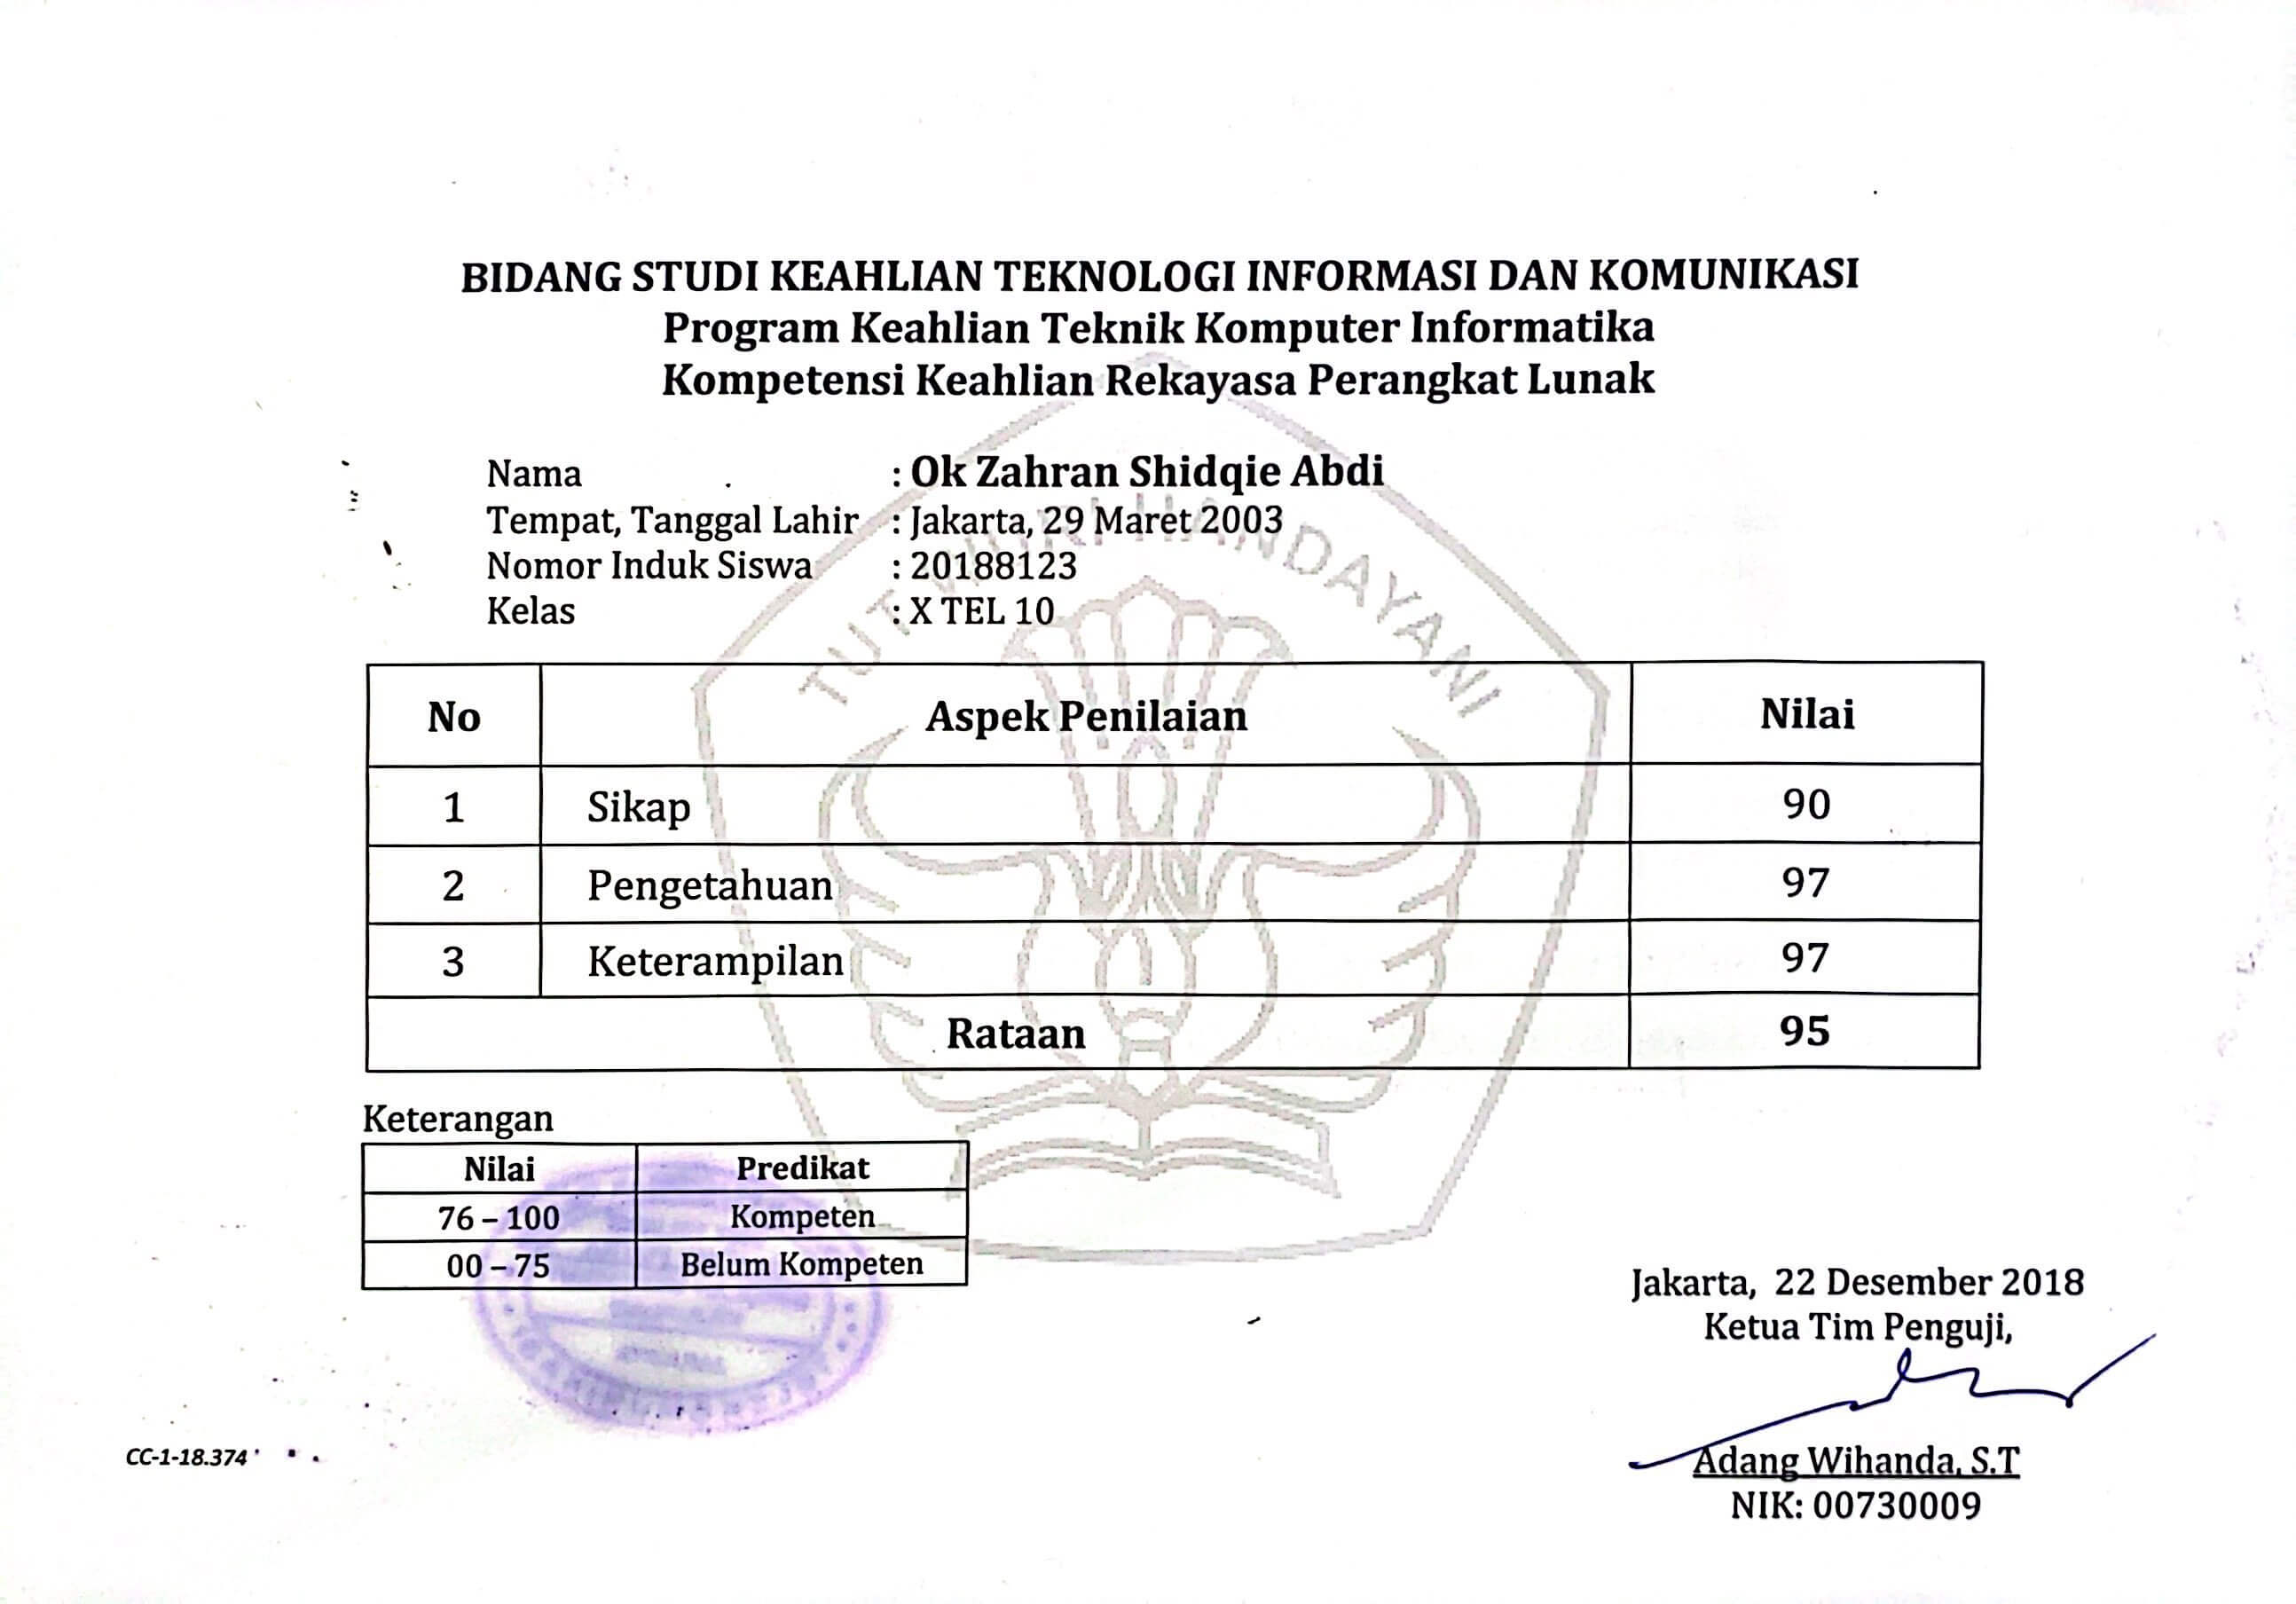 BIDANG STUDI KEAHLIAN TEKNOLOGI INFORMASI DAN KOMUNIKASI
Program Keahlian Teknik Komputer Informatika
Kompetensi Keahlian Rekayasa Perangkat Lunak
Nama : Ok Zahran Shidqie Abdi
Tempat, Tanggal Lahir : Jakarta, 29 Maret 2003
Nomor Induk Siswa : 20188123
Kelas : X TEL 10
TUT WURI HANDAYANI
No Aspek Penilaian Nilai
1 Sikap 90
2 Pengetahuan 97
3 Keterampilan 97
Rataan 95
Keterangan
Nilai Predikat
76 – 100 Kompeten
00 – 75 Belum Kompeten
Jakarta, 22 Desember 2018
Ketua Tim Penguji,
Adang Wihanda, S.T
NIK: 00730009
CC-1-18.374